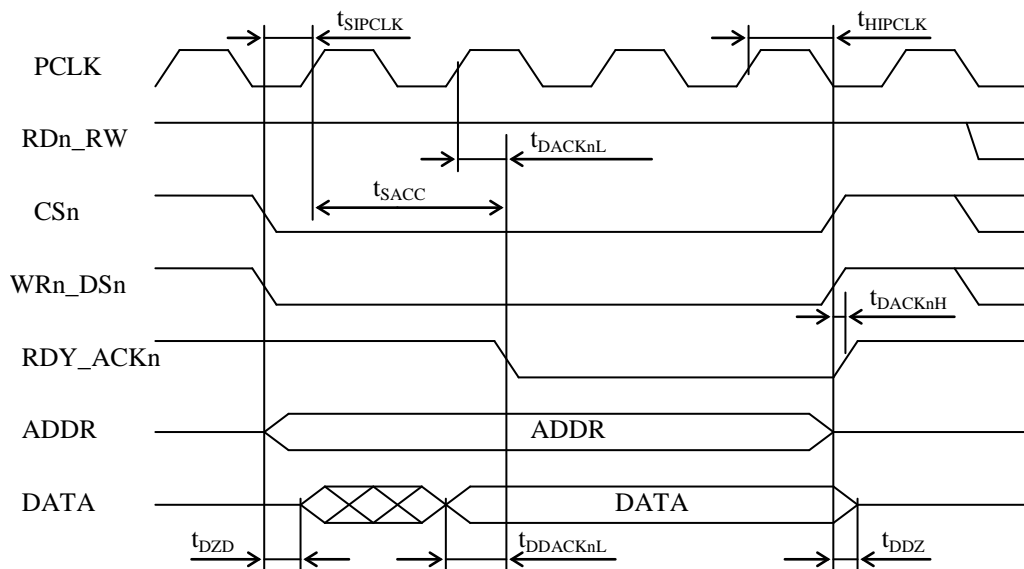 tSIPCLK
tHIPCLK
PCLK
RDn_RW
tDACKnL
tSACC
CSn
WRn_DSn
tDACKnH
RDY_ACKn
ADDR
ADDR
DATA
DATA
tDZD
tDDACKnL
tDDZ